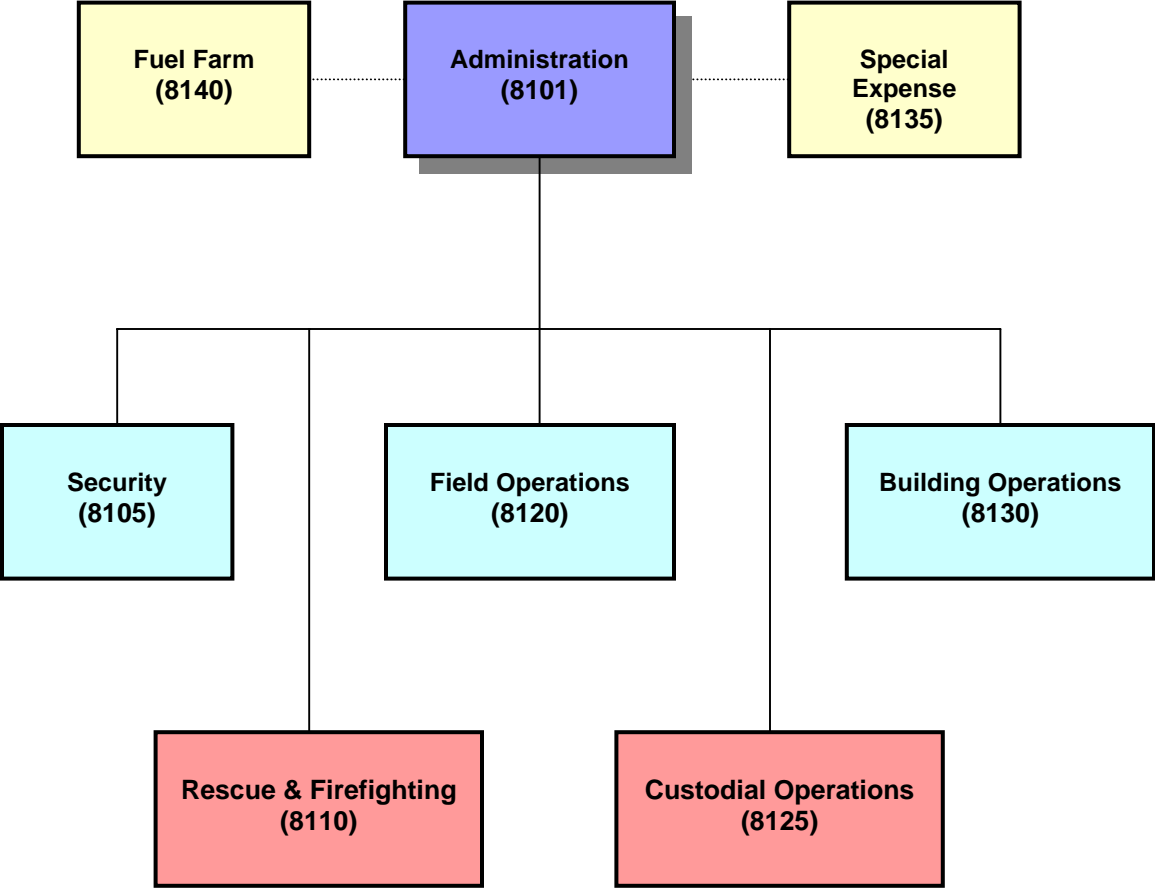 Fuel Farm
(8140)
Administration
(8101)
Special
Expense
(8135)
Security
(8105)
Field Operations
(8120)
Building Operations
(8130)
Rescue & Firefighting
(8110)
Custodial Operations
(8125)